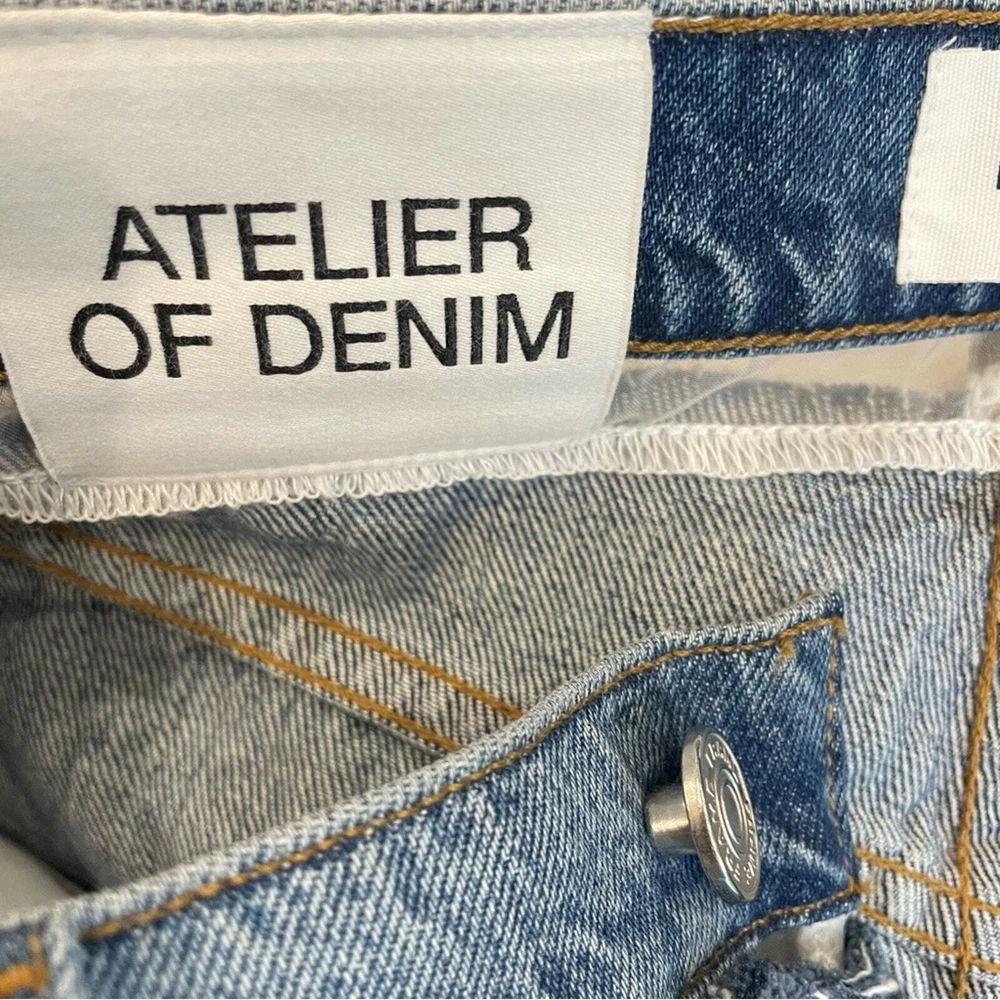 ATELIER
OF DENIM